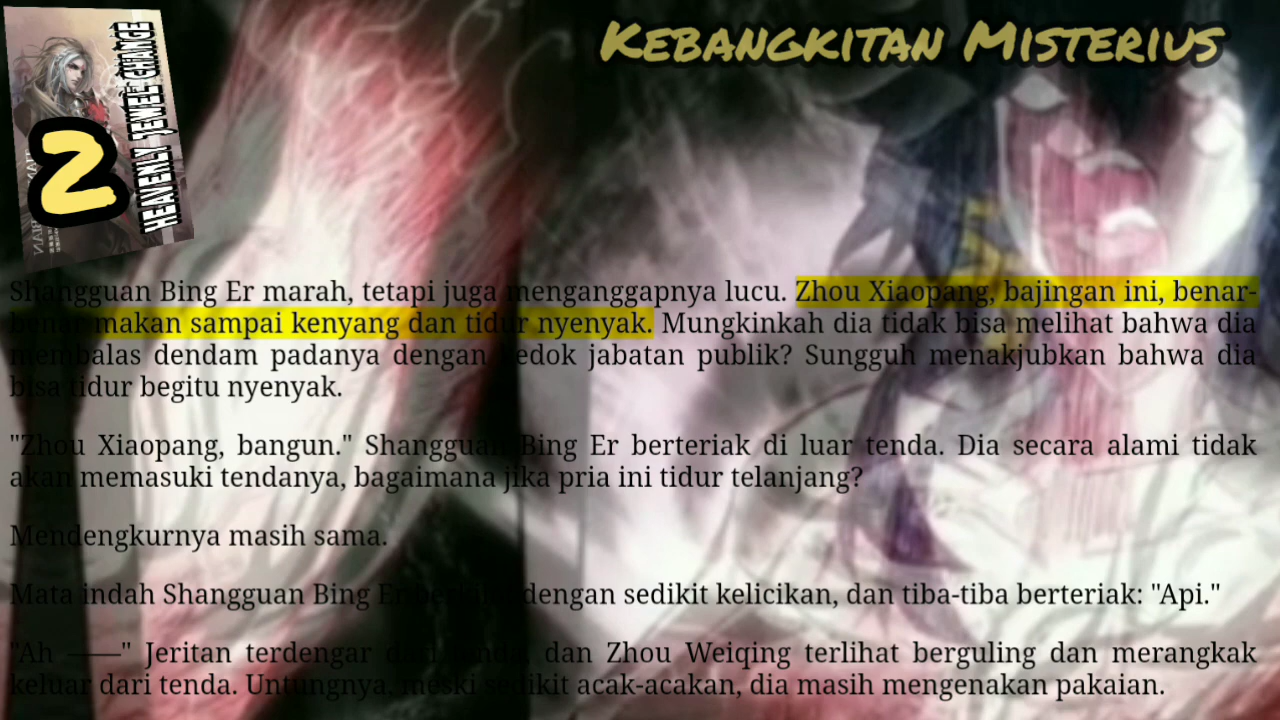 KEBANGKITAN MISTERIUS
HEAVENLY JEWEL CHANGE
2
Shangguan Bing Er marah, tetapi juga menganggapnya lucu. Zhou Xiaopang, bajingan ini, benar-
benar makan sampai kenyang dan tidur nyenyak. Mungkinkah dia tidak bisa melihat bahwa dia
membalas dendam padanya dengan kedok jabatan publik? Sungguh menakjubkan bahwa dia
bisa tidur begitu nyenyak.
"Zhou Xiaopang, bangun." Shangguan Bing Er berteriak di luar tenda. Dia secara alami tidak
akan memasuki tendanya, bagaimana jika pria ini tidur telanjang?
Mendengkurnya masih sama.
Mata indah Shangguan Bing Er dengan sedikit kelicikan, dan tiba-tiba berteriak: "Api."
"Ah ——" Jeritan terdengar dari tenda, dan Zhou Weiqing terlihat berguling dan merangkak
keluar dari tenda. Untungnya, meski sedikit acak-acakan, dia masih mengenakan pakaian.